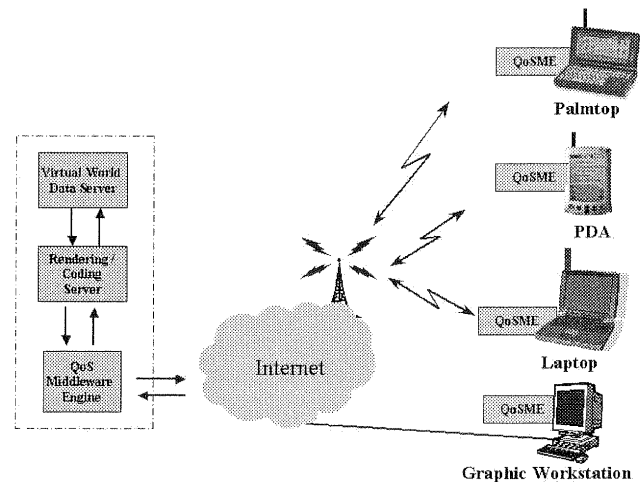 QoSME
Palmtop
Virtual World
Data Server
QoSME
PDA
Rendering /
Coding
Server
QoSME
Laptop
QoS
Middleware
Engine
Internet
QoSME
Graphic Workstation